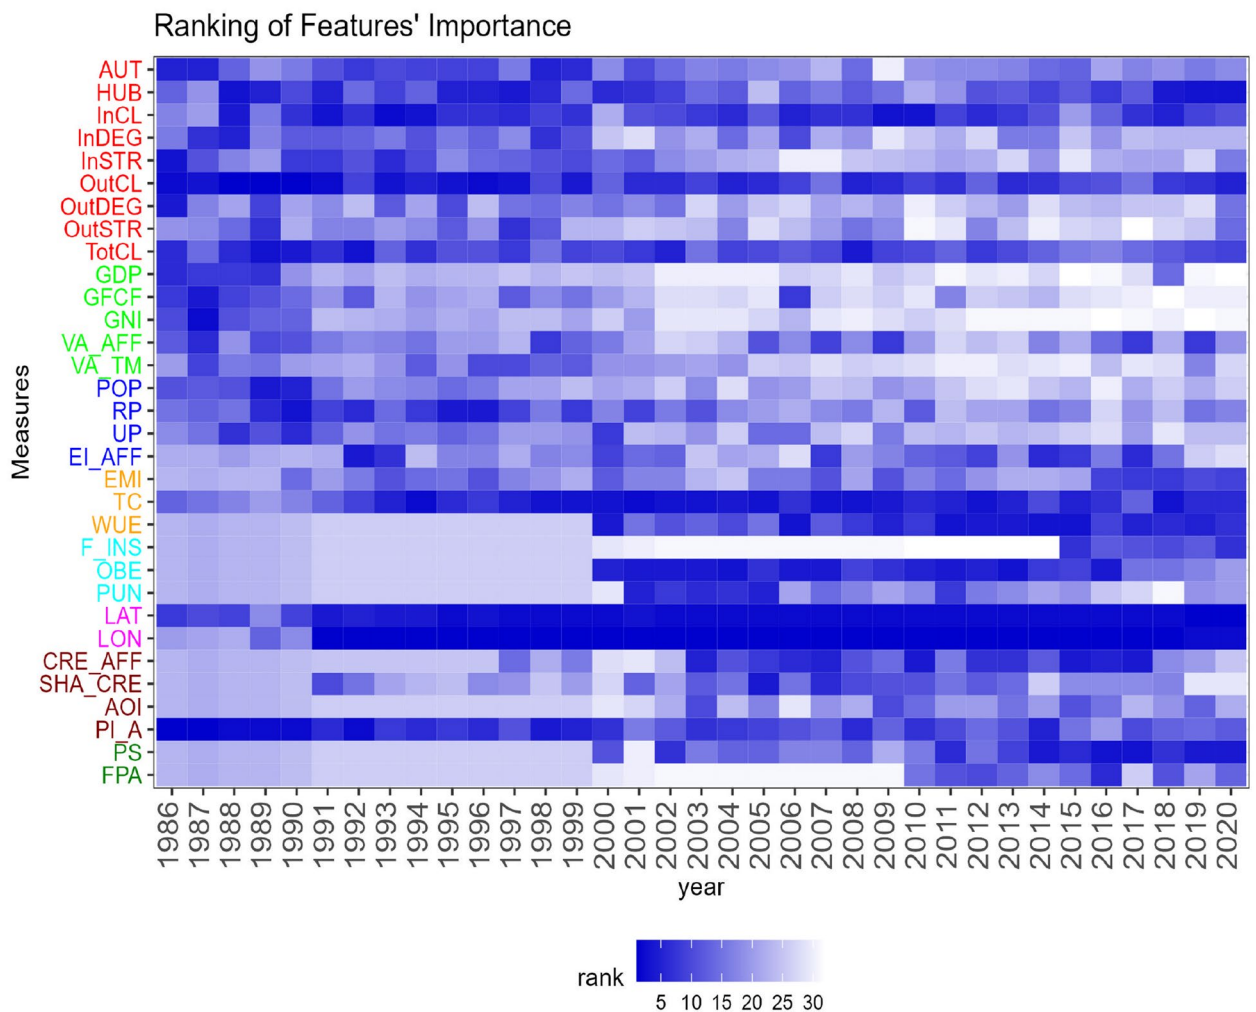 Ranking of Features' Importance
AUT
HUB
InCL
InDEG
InSTR
OutCL
OutDEG
OutSTR
TotCL
GDP
GFCF
GNI
VA_AFF
VA_TM
POP
RP
UP
EI_AFF
EMI
TC
WUE
F_INS
OBE
PUN
LAT
LON
CRE_AFF
SHA_CRE
AOI
PI_A
PS
FPA
Measures
1986 1987 1988 1989 1990 1991 1992 1993 1994 1995 1996 1997 1998 1999 2000 2001 2002 2003 2004 2005 2006 2007 2008 2009 2010 2011 2012 2013 2014 2015 2016 2017 2018 2019 2020
year
rank
5 10 15 20 25 30